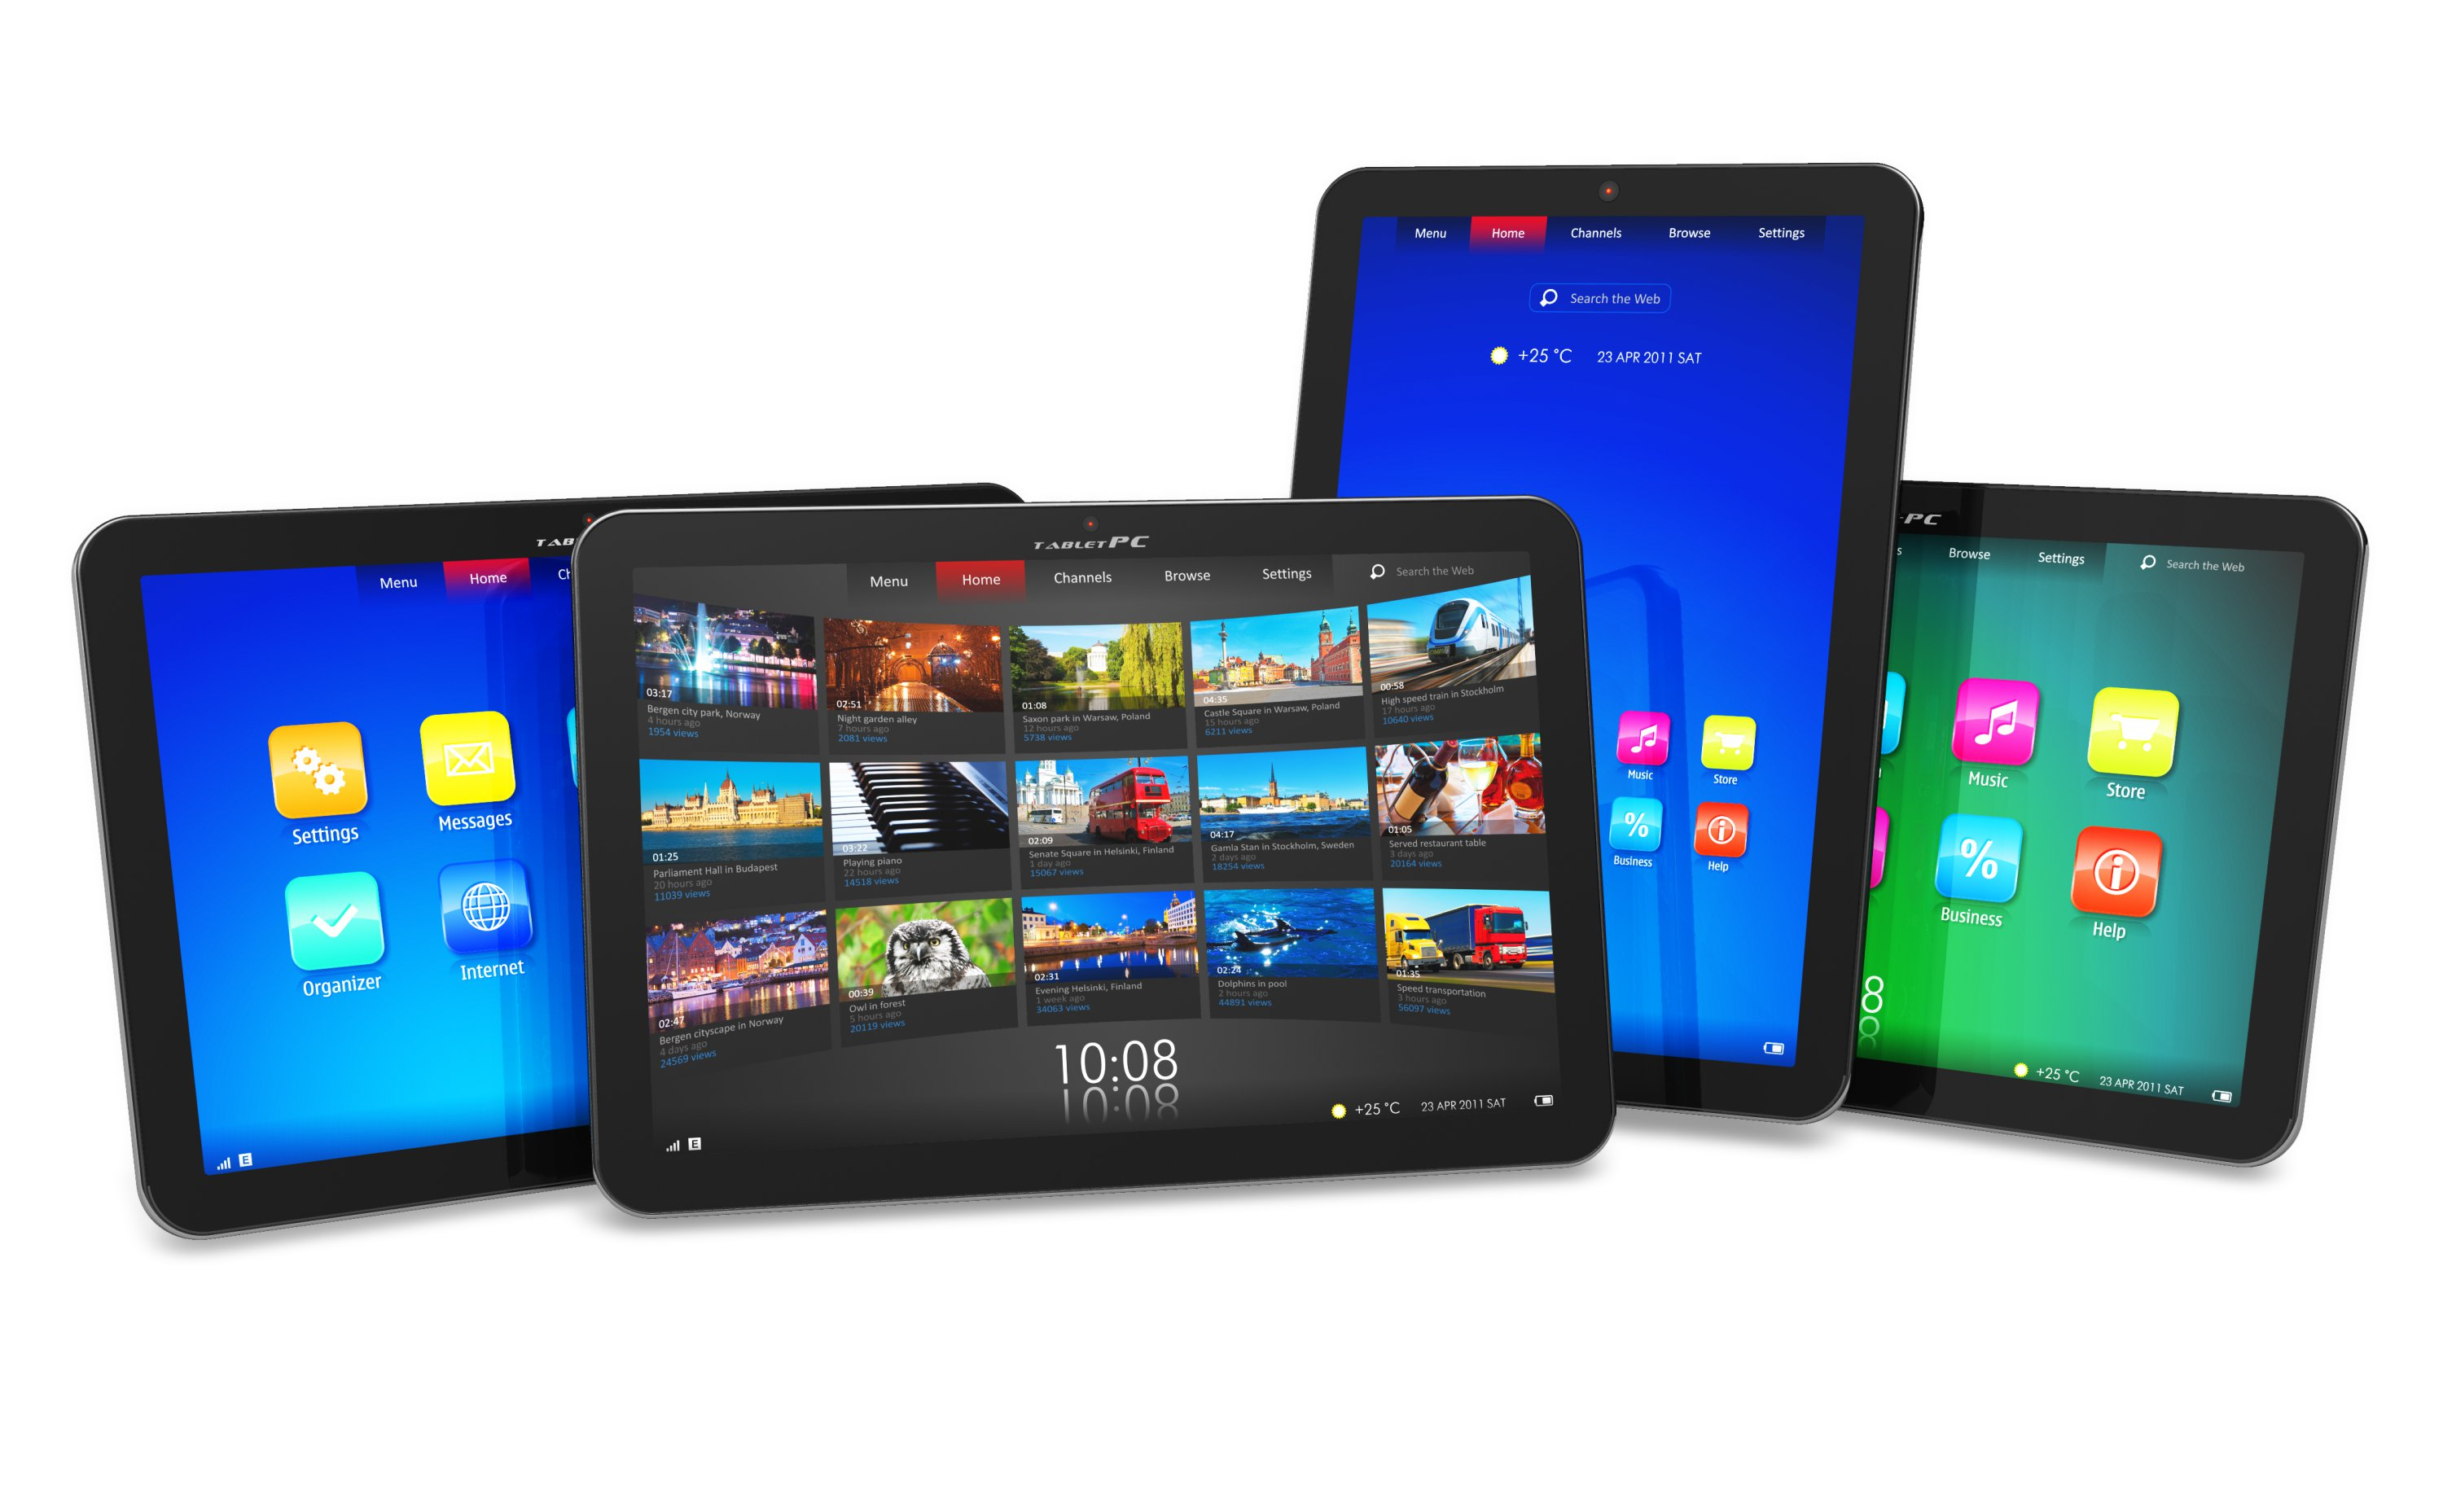 TAB
Menu
Home
Ch
Settings
Messages
Organizer
Internet
E
TABLET PC
Menu
Home
Channels
Browse
Settings
Search the Web
03:17
Bergen city park, Norway
4 hours ago
1954 views
02:51
Night garden alley
7 hours ago
2081 views
01:08
Saxon park in Warsaw, Poland
12 hours ago
5738 views
04:35
Castle Square in Warsaw, Poland
15 hours ago
6211 views
00:58
High speed train in Stockholm
17 hours ago
10640 views
01:25
Parliament Hall in Budapest
20 hours ago
11039 views
03:22
Playing piano
22 hours ago
14518 views
02:09
Senate Square in Helsinki, Finland
1 day ago
15067 views
04:17
Gamla Stan in Stockholm, Sweden
2 days ago
18254 views
01:05
Served restaurant table
3 days ago
20164 views
02:47
Bergen cityscape in Norway
4 days ago
24569 views
00:39
Owl in forest
5 hours ago
20119 views
02:31
Evening Helsinki, Finland
1 week ago
34063 views
02:24
Dolphins in pool
2 hours ago
44891 views
01:35
Speed transportation
3 hours ago
56097 views
10:08
E
+25 °C
23 APR 2011 SAT
Menu
Home
Channels
Browse
Settings
Search the Web
+25 °C
23 APR 2011 SAT
Music
Store
%
Business
Help
PC
s
Browse
Settings
Search the Web
Music
Store
%
Business
Help
8
+25 °C
23 APR 2011 SAT